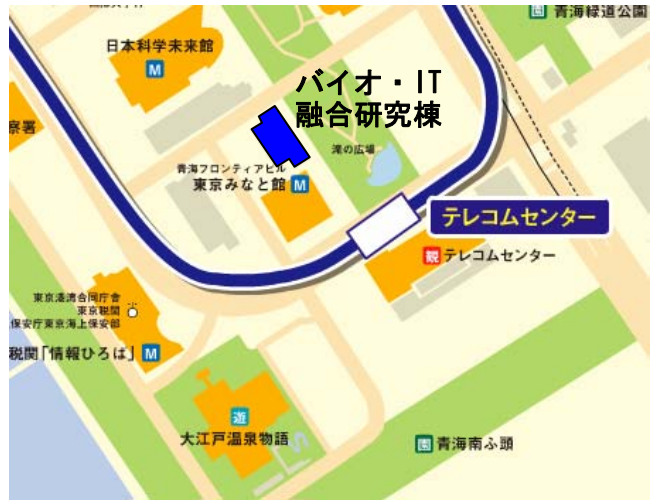 園 青海緑道公園
日本科学未来館
M
バイオ・IT
融合研究棟
察署
滝の広場
青海フロンティアビル
東京みなと館 M
テレコムセンター
観 テレコムセンター
東京港湾合同庁舎
東京税関
保安庁東京海上保安部
税関「情報ひろば」 M
遊
大江戸温泉物語
園 青海南ふ頭